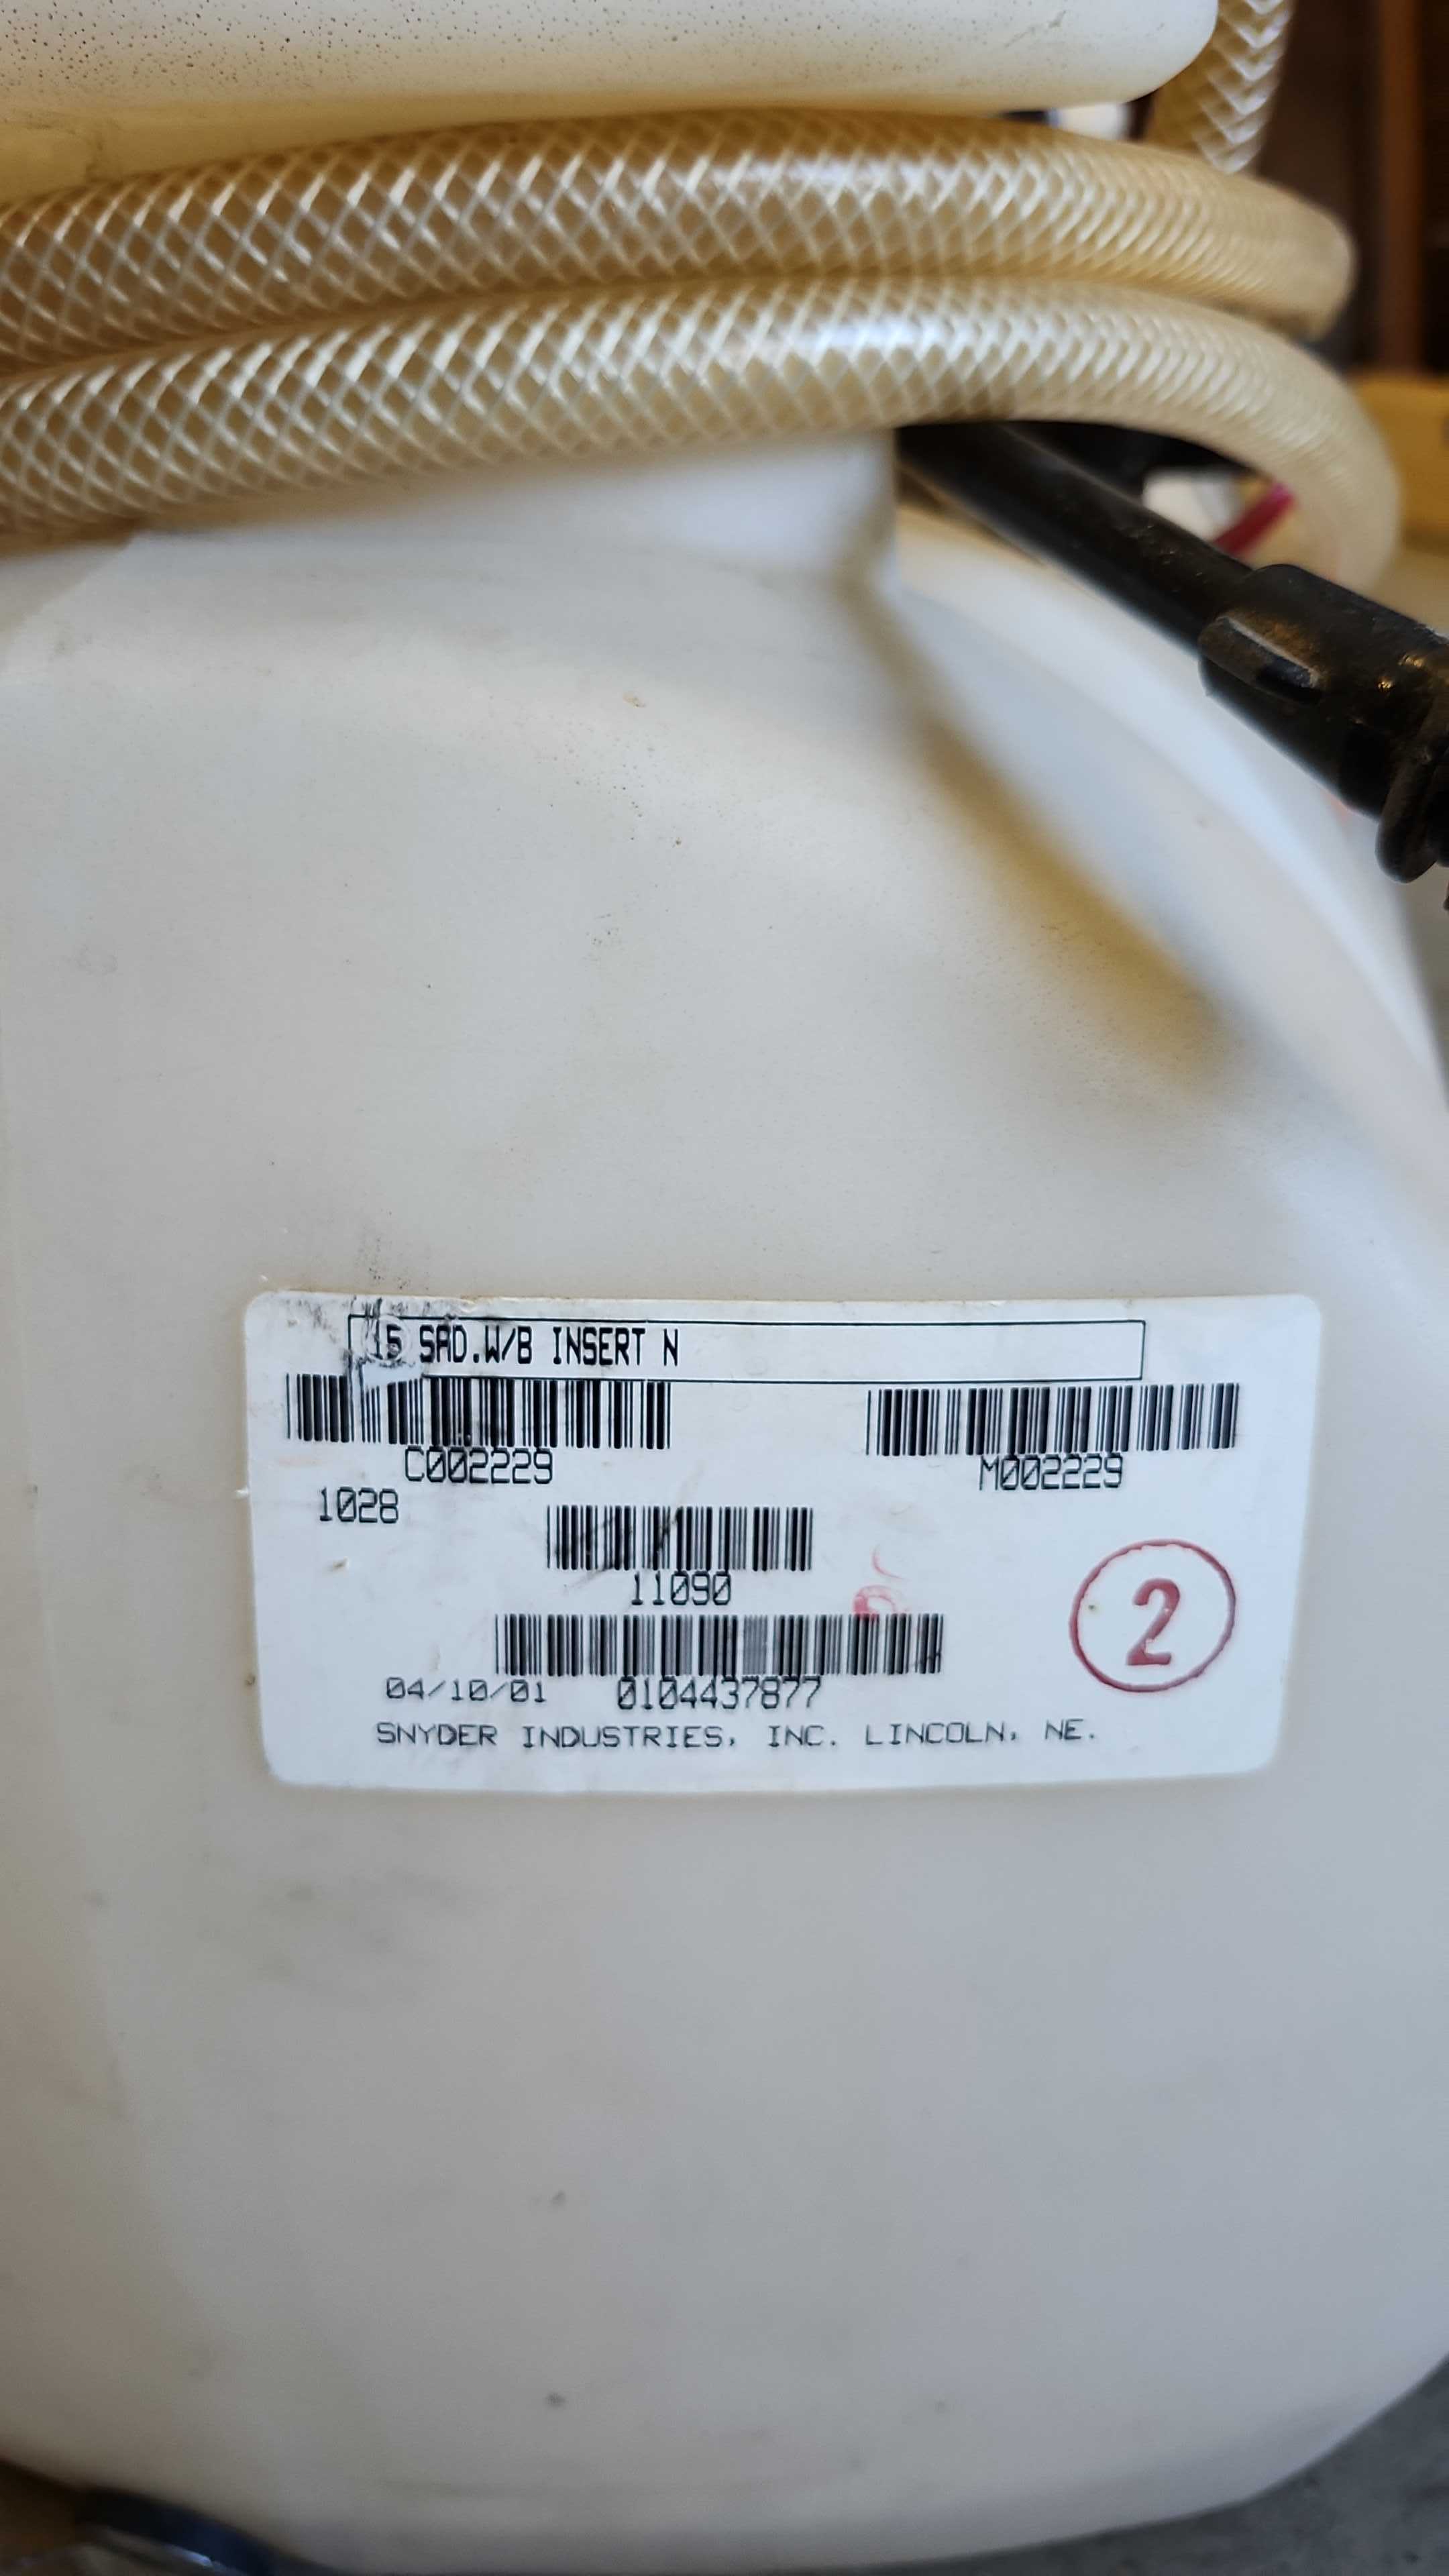 15 SAD.W/B INSERT N
C002229
M002229
1028
11090
2
04/10/01 0104437877
SNYDER INDUSTRIES, INC. LINCOLN, NE.